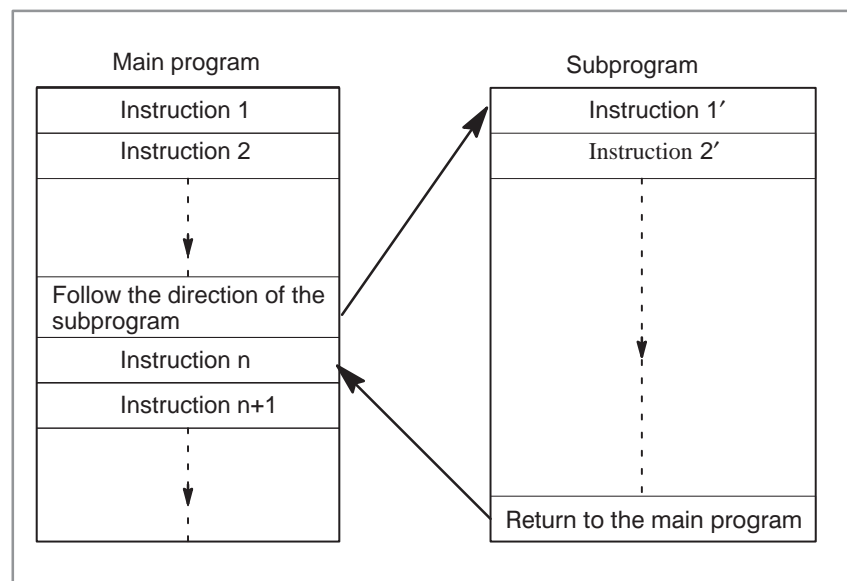 Main program
Instruction 1
Instruction 2
Follow the direction of the
subprogram
Instruction n
Instruction n+1
Subprogram
Instruction 1′
Instruction 2′
Return to the main program